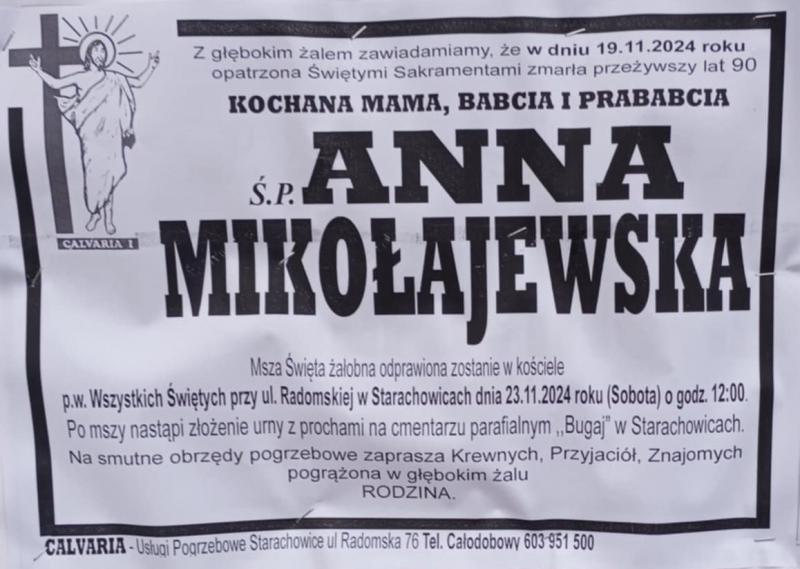 Z głębokim żalem zawiadamiamy, że w dniu 19.11.2024 roku
opatrzona Świętymi Sakramentami zmarła przeżywszy lat 90
KOCHANA MAMA, BABCIA I PRABABCIA
Ś.P. ANNA
MIKOŁAJEWSKA
CALVARIA I
Msza Święta żałobna odprawiona zostanie w kościele
p.w. Wszystkich Świętych przy ul. Radomskiej w Starachowicach dnia 23.11.2024 roku (Sobota) o godz. 12:00.
Po mszy nastąpi złożenie urny z prochami na cmentarzu parafialnym ,,Bugaj" w Starachowicach.
Na smutne obrzędy pogrzebowe zaprasza Krewnych, Przyjaciół, Znajomych
pogrążona w głębokim żalu
RODZINA.
CALVARIA - Usługi Pogrzebowe Starachowice ul Radomska 76 Tel. Całodobowy 603 951 500